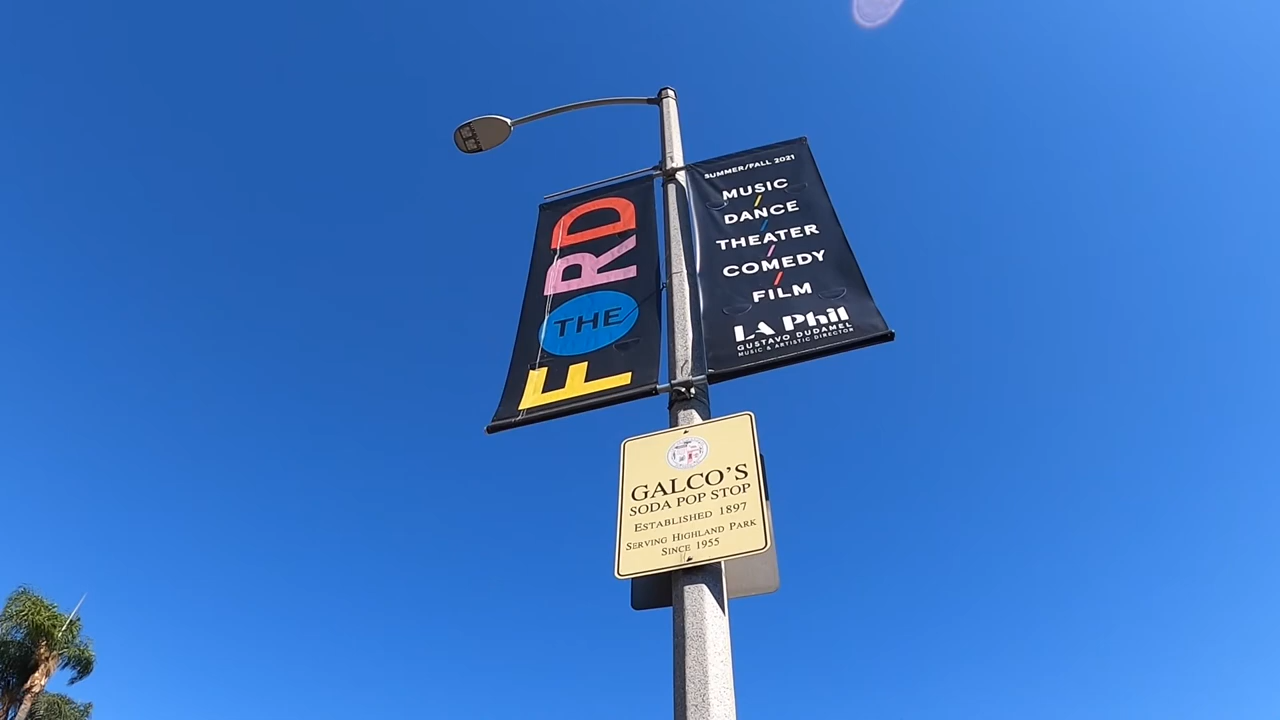 THE
FORD
SUMMER/FALL 2021
MUSIC
DANCE
THEATER
COMEDY
FILM
LA Phil
GUSTAVO DUDAMEL
MUSIC & ARTISTIC DIRECTOR
GALCO'S
SODA POP STOP
ESTABLISHED 1897
SERVING HIGHLAND PARK
SINCE 1955